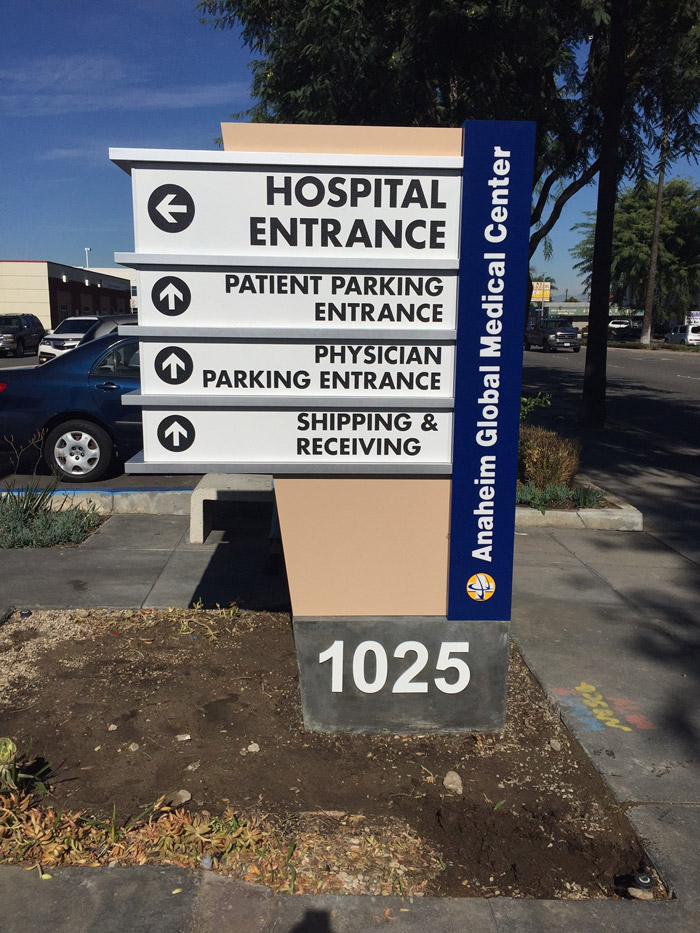 HOSPITAL
ENTRANCE
PATIENT PARKING
ENTRANCE
PHYSICIAN
PARKING ENTRANCE
SHIPPING &
RECEIVING
Anaheim Global Medical Center
1025